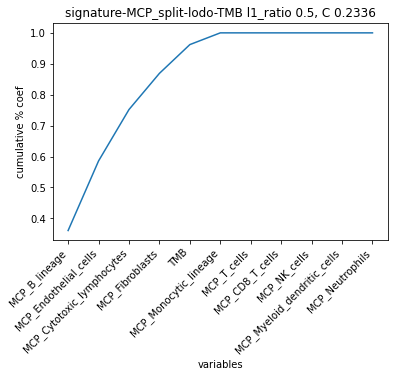 signature-MCP_split-lodo-TMB l1_ratio 0.5, C 0.2336
1.0
0.9
0.8
0.7
0.6
0.5
0.4
cumulative % coef
MCP_B_lineage
MCP_Endothelial_cells
MCP_Cytotoxic_lymphocytes
MCP_Fibroblasts
TMB
MCP_Monocytic_lineage
MCP_T_cells
MCP_CD8_T_cells
MCP_NK_cells
MCP_Myeloid_dendritic_cells
MCP_Neutrophils
variables